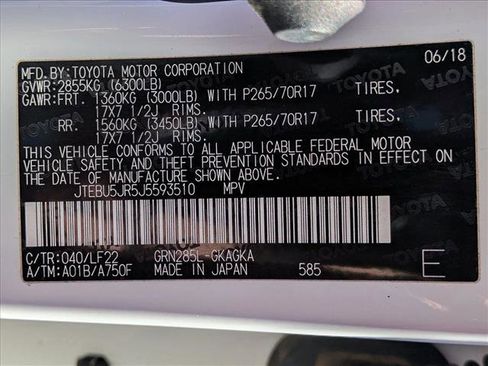 MFD.BY:TOYOTA MOTOR CORPORATION 06/18
GVWR:2855KG (6300LB)
GAWR:FRT. 1360KG (3000LB) WITH P265/70R17 TIRES,
17X7 1/2J RIMS.
RR. 1560KG (3450LB) WITH P265/70R17 TIRES,
17X7 1/2J RIMS.
THIS VEHICLE CONFORMS TO ALL APPLICABLE FEDERAL MOTOR
VEHICLE SAFETY AND THEFT PREVENTION STANDARDS IN EFFECT ON
THE DATE OF MANUFACTURE SHOWN ABOVE.
JTEBU5JR5J5593510 MPV
C/TR:040/LF22 GRN285L-GKAGKA
A/TM:A01B/A750F MADE IN JAPAN 585 E